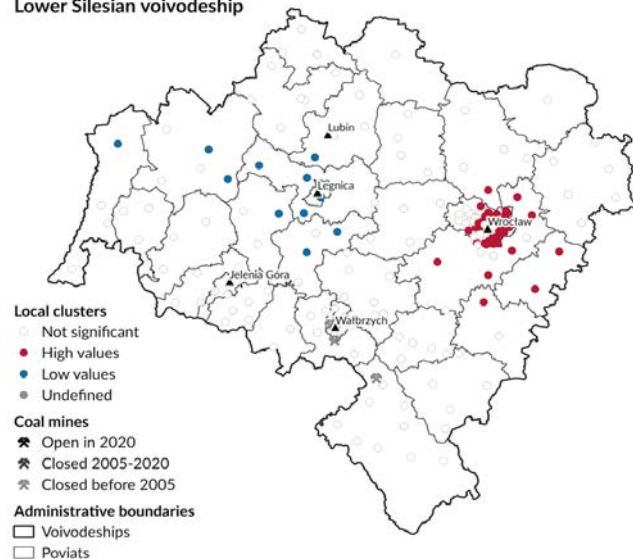 Lower Silesian voivodeship
Lubin
Legnica
Wrocław
Jelenia Góra
Wałbrzych
Local clusters
Not significant
High values
Low values
Undefined
Coal mines
Open in 2020
Closed 2005-2020
Closed before 2005
Administrative boundaries
Voivodeships
Poviats